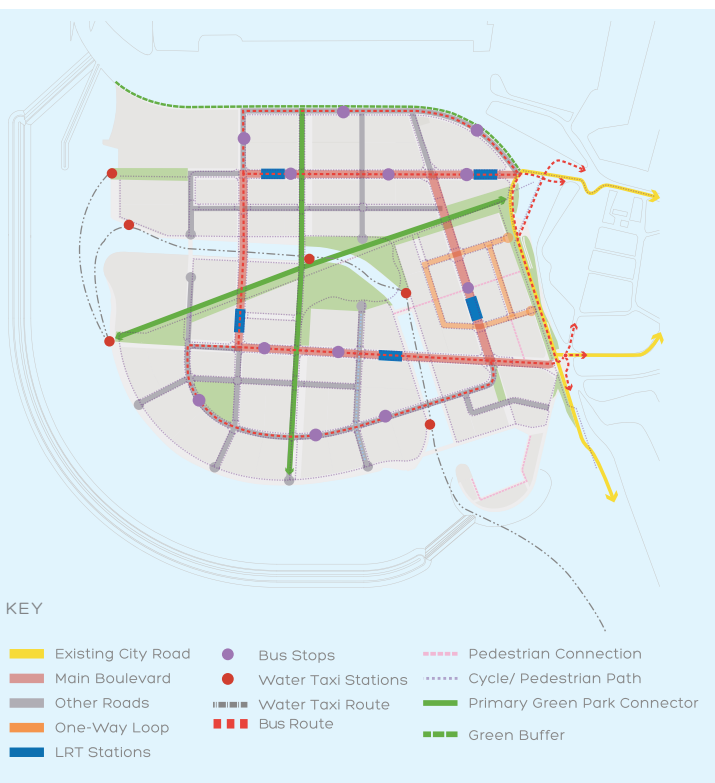 KEY
Existing City Road
Main Boulevard
Other Roads
One-Way Loop
LRT Stations
Bus Stops
Water Taxi Stations
Water Taxi Route
Bus Route
Pedestrian Connection
Cycle/ Pedestrian Path
Primary Green Park Connector
Green Buffer